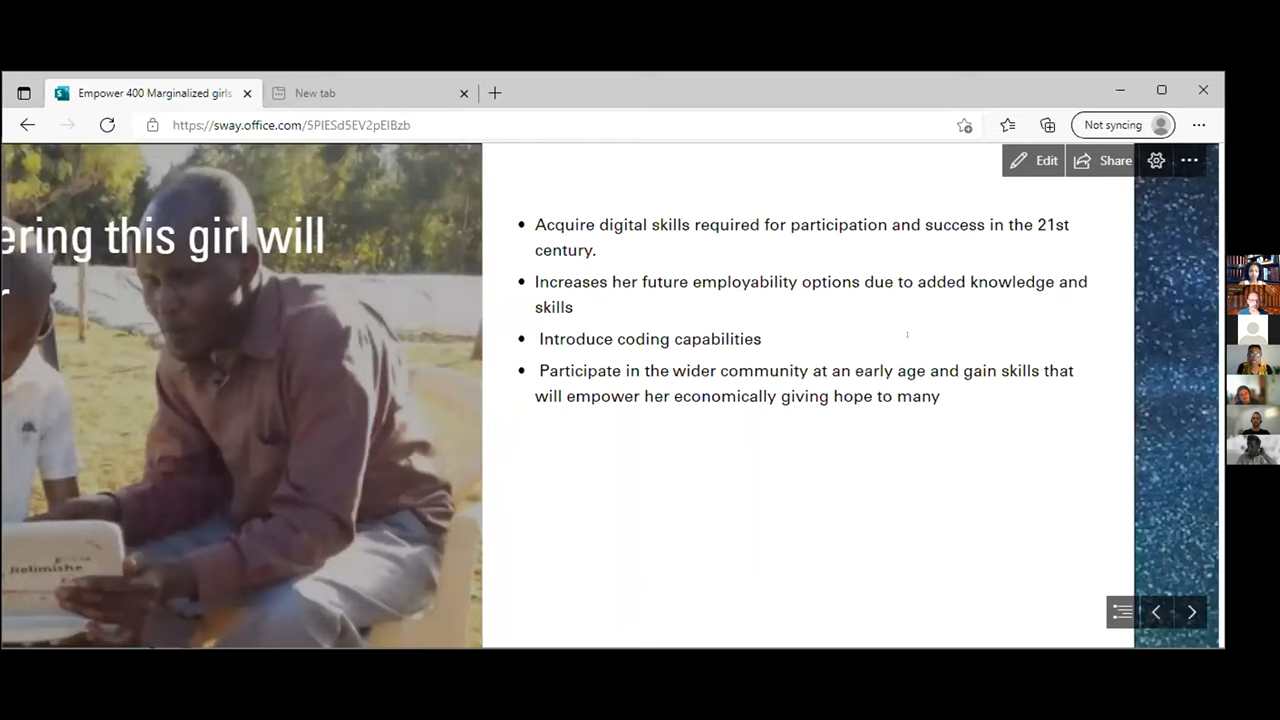 Empower 400 Marginalized girls
New tab
https://sway.office.com/5PlESd5EV2pElBzb
Not syncing
Edit
Share
ering this girl will
r
• Acquire digital skills required for participation and success in the 21st
century.
• Increases her future employability options due to added knowledge and
skills
• Introduce coding capabilities
• Participate in the wider community at an early age and gain skills that
will empower her economically giving hope to many
Jielimishe